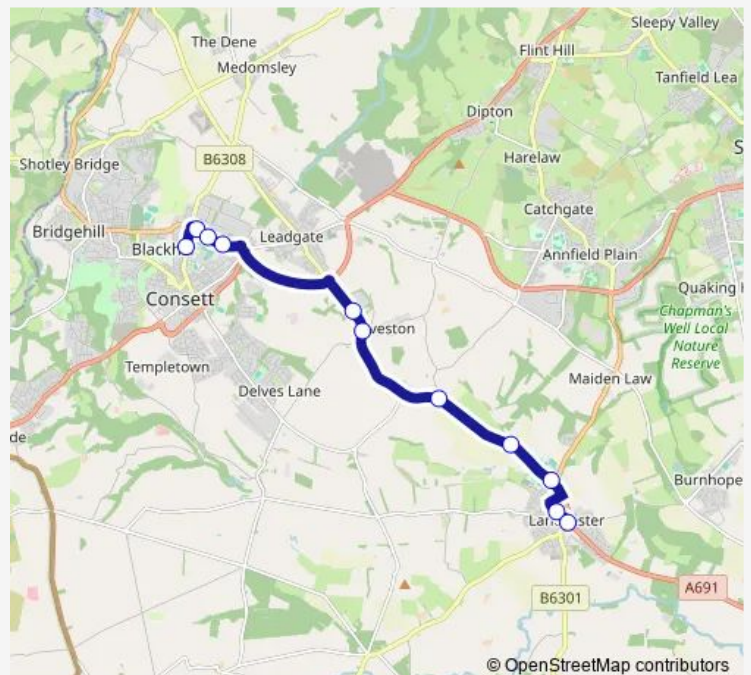 Sleepy Valley
The Dene
Flint Hill
Medomsley
Tanfield Lea
Dipton
Harelaw
B6308
Shotley Bridge
Catchgate
Bridgehill
Leadgate
Annfield Plain
Consett
Quaking
Chapman's
Well Local
Nature
Reserve
Templetown
Maiden Law
Delves Lane
de
Burnhope
A691
B6301
© OpenStreetMap contributors